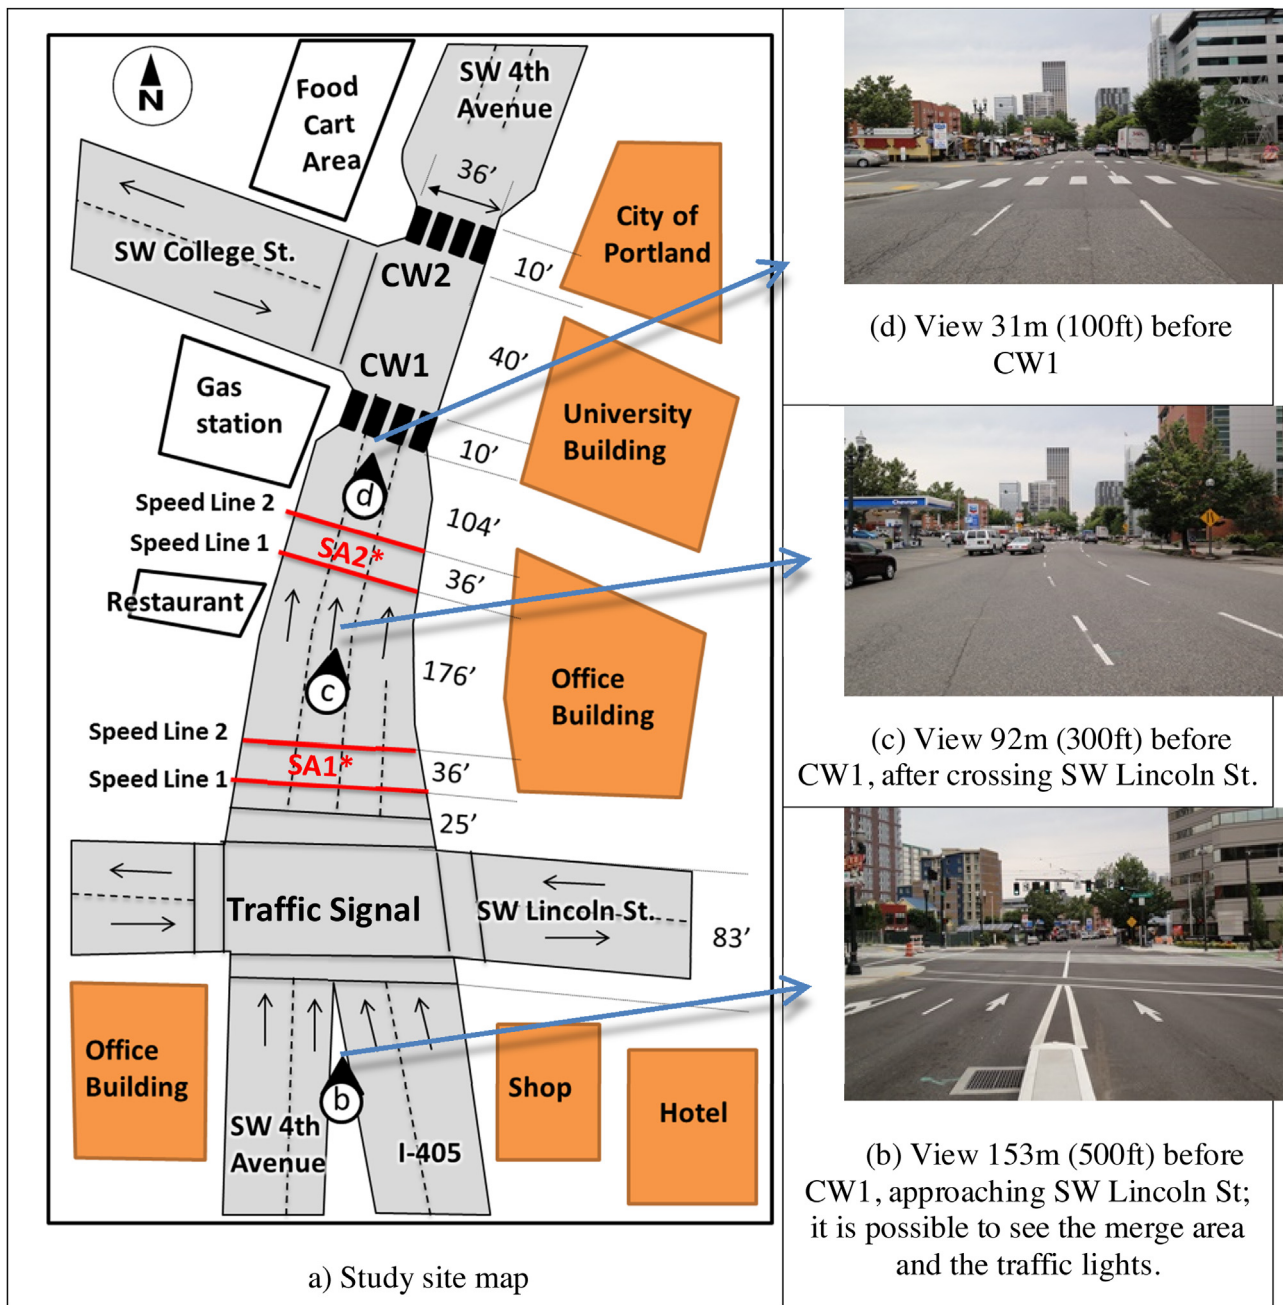 N
Food
Cart
Area
SW 4th
Avenue
36’
SW College St.
CW2
City of
Portland
10’
CW1
40’
Gas
station
University
Building
10’
d
Speed Line 2
104’
Speed Line 1
SA2*
36’
Restaurant
176’
c
Office
Building
Speed Line 2
SA1*
Speed Line 1
36’
25’
Traffic Signal
SW Lincoln St.
83’
Office
Building
b
Shop
Hotel
SW 4th
Avenue
I-405
a) Study site map
(d) View 31m (100ft) before
CW1
Chevron
(c) View 92m (300ft) before
CW1, after crossing SW Lincoln St.
(b) View 153m (500ft) before
CW1, approaching SW Lincoln St;
it is possible to see the merge area
and the traffic lights.